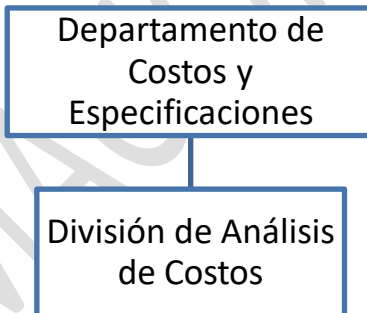 Departamento de
Costos y
Especificaciones
División de Análisis
de Costos